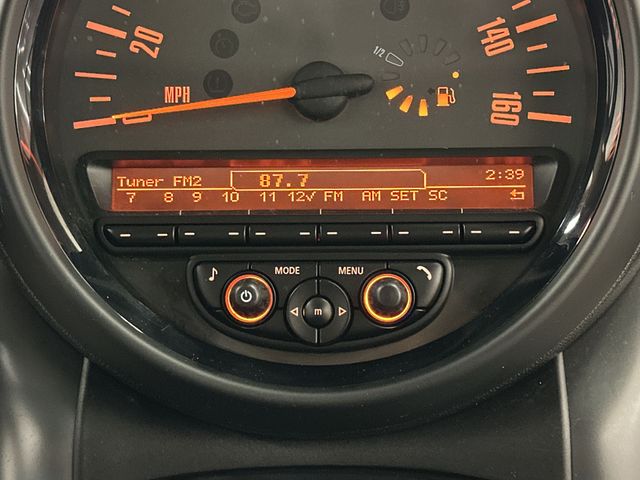 20 140
1/2
MPH
0 160
Tuner FM2 87.7 2:39
7 8 9 10 11 12✓ FM AM SET SC
MODE MENU
m